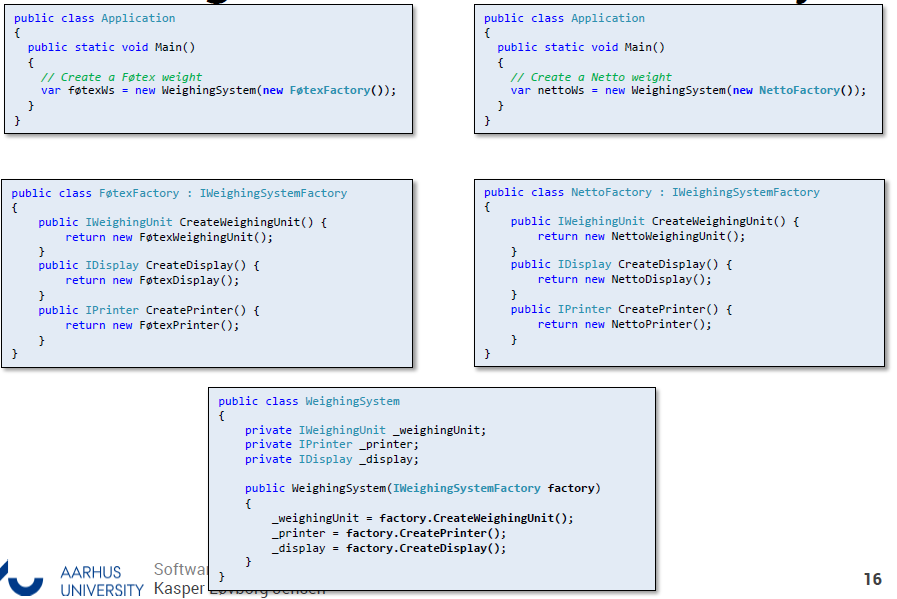 public class Application
{
  public static void Main()
  {
    // Create a Føtex weight
    var føtexWs = new WeighingSystem(new FøtexFactory());
  }
}
public class Application
{
  public static void Main()
  {
    // Create a Netto weight
    var nettoWs = new WeighingSystem(new NettoFactory());
  }
}
public class FøtexFactory : IWeighingSystemFactory
{
    public IWeighingUnit CreateWeighingUnit() {
        return new FøtexWeighingUnit();
    }
    public IDisplay CreateDisplay() {
        return new FøtexDisplay();
    }
    public IPrinter CreatePrinter() {
        return new FøtexPrinter();
    }
}
public class NettoFactory : IWeighingSystemFactory
{
    public IWeighingUnit CreateWeighingUnit() {
        return new NettoWeighingUnit();
    }
    public IDisplay CreateDisplay() {
        return new NettoDisplay();
    }
    public IPrinter CreatePrinter() {
        return new NettoPrinter();
    }
}
public class WeighingSystem
{
    private IWeighingUnit _weighingUnit;
    private IPrinter _printer;
    private IDisplay _display;
    public WeighingSystem(IWeighingSystemFactory factory)
    {
        _weighingUnit = factory.CreateWeighingUnit();
        _printer = factory.CreatePrinter();
        _display = factory.CreateDisplay();
    }
}
AARHUS
UNIVERSITY
Kasper
16